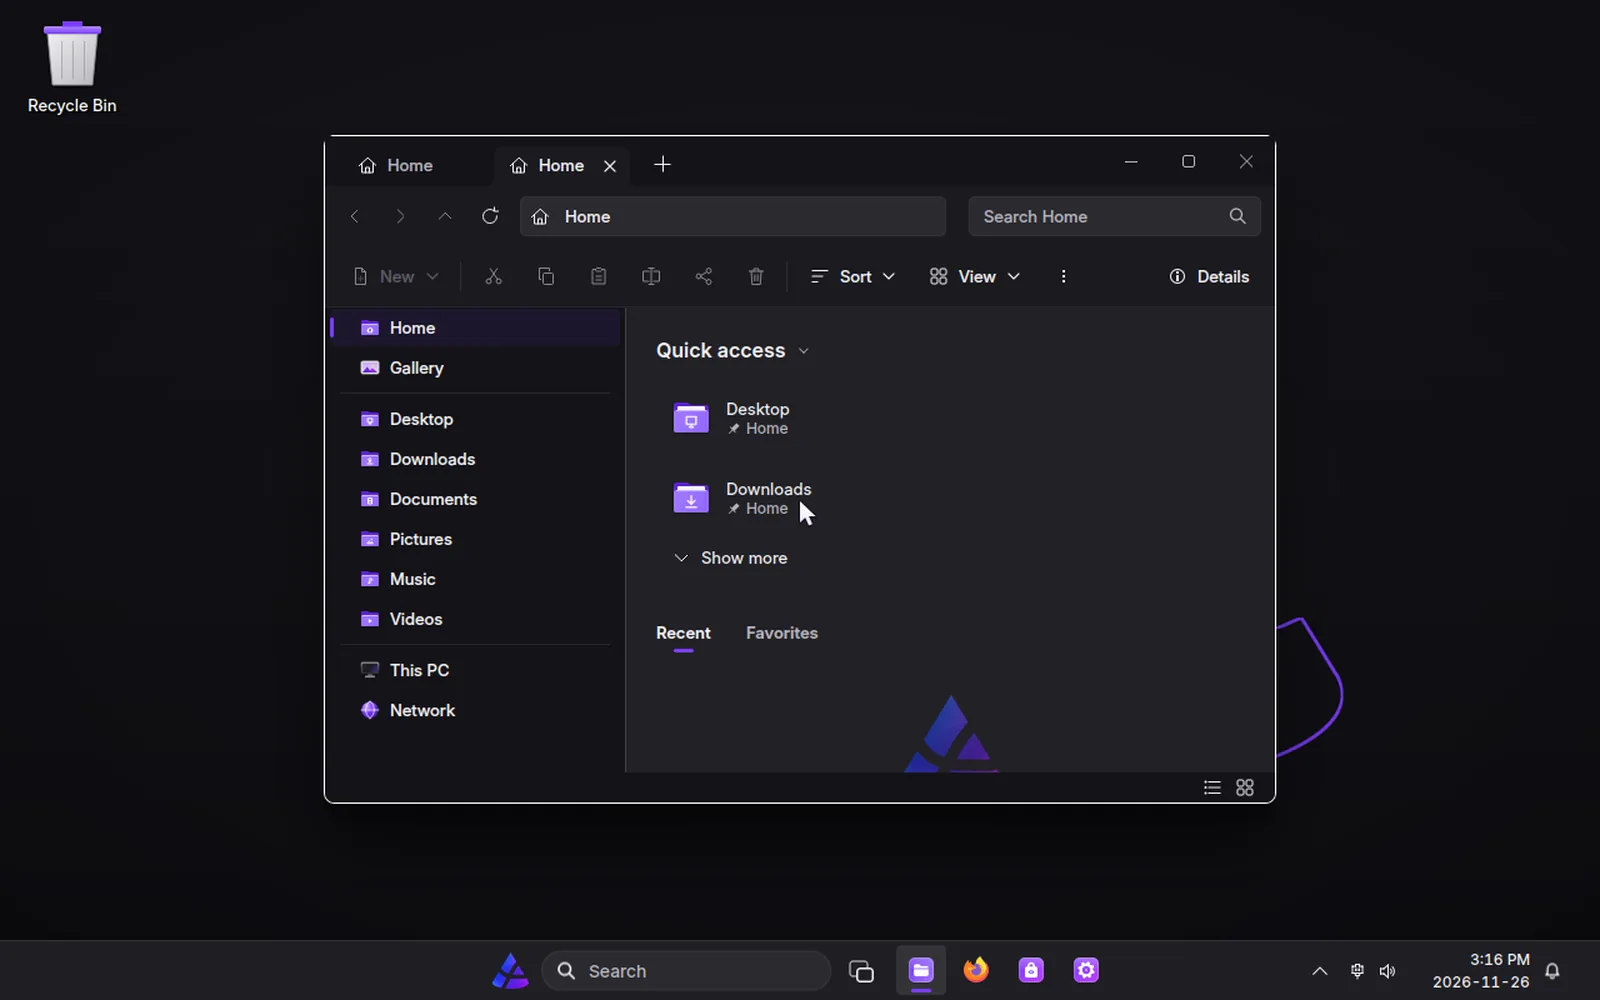 Recycle Bin
Home
Home
Home
Search Home
New
Sort
View
Details
Home
Gallery
Desktop
Downloads
Documents
Pictures
Music
Videos
This PC
Network
Quick access
Desktop
Home
Downloads
Home
Show more
Recent
Favorites
Search
3:16 PM
2026-11-26